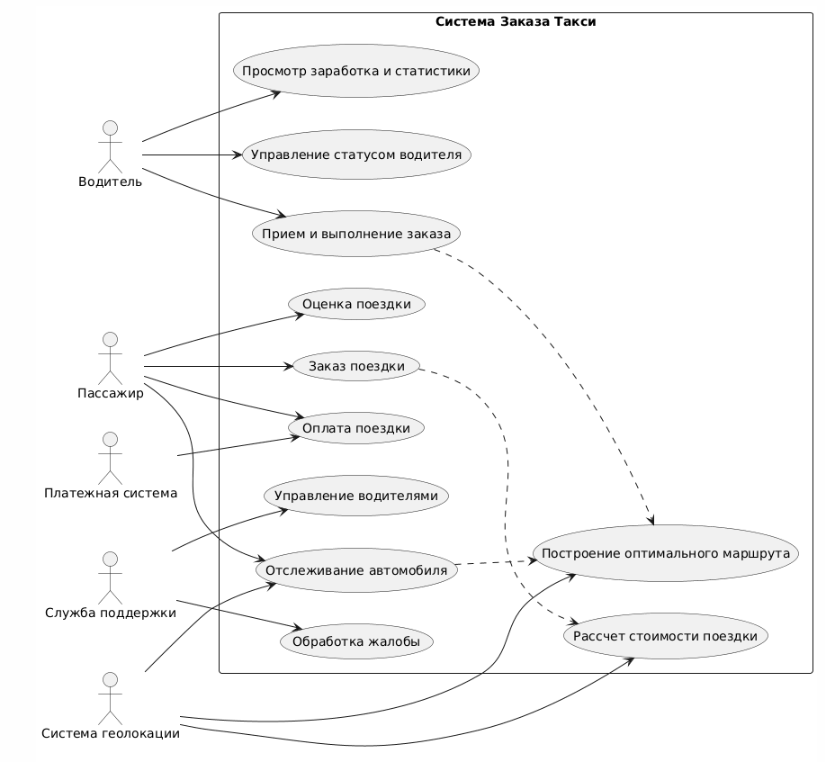 Система Заказа Такси
Просмотр заработка и статистики
Управление статусом водителя
Водитель
Прием и выполнение заказа
Оценка поездки
Заказ поездки
Пассажир
Оплата поездки
Платежная система
Управление водителями
Построение оптимального маршрута
Отслеживание автомобиля
Служба поддержки
Рассчет стоимости поездки
Обработка жалобы
Система геолокации